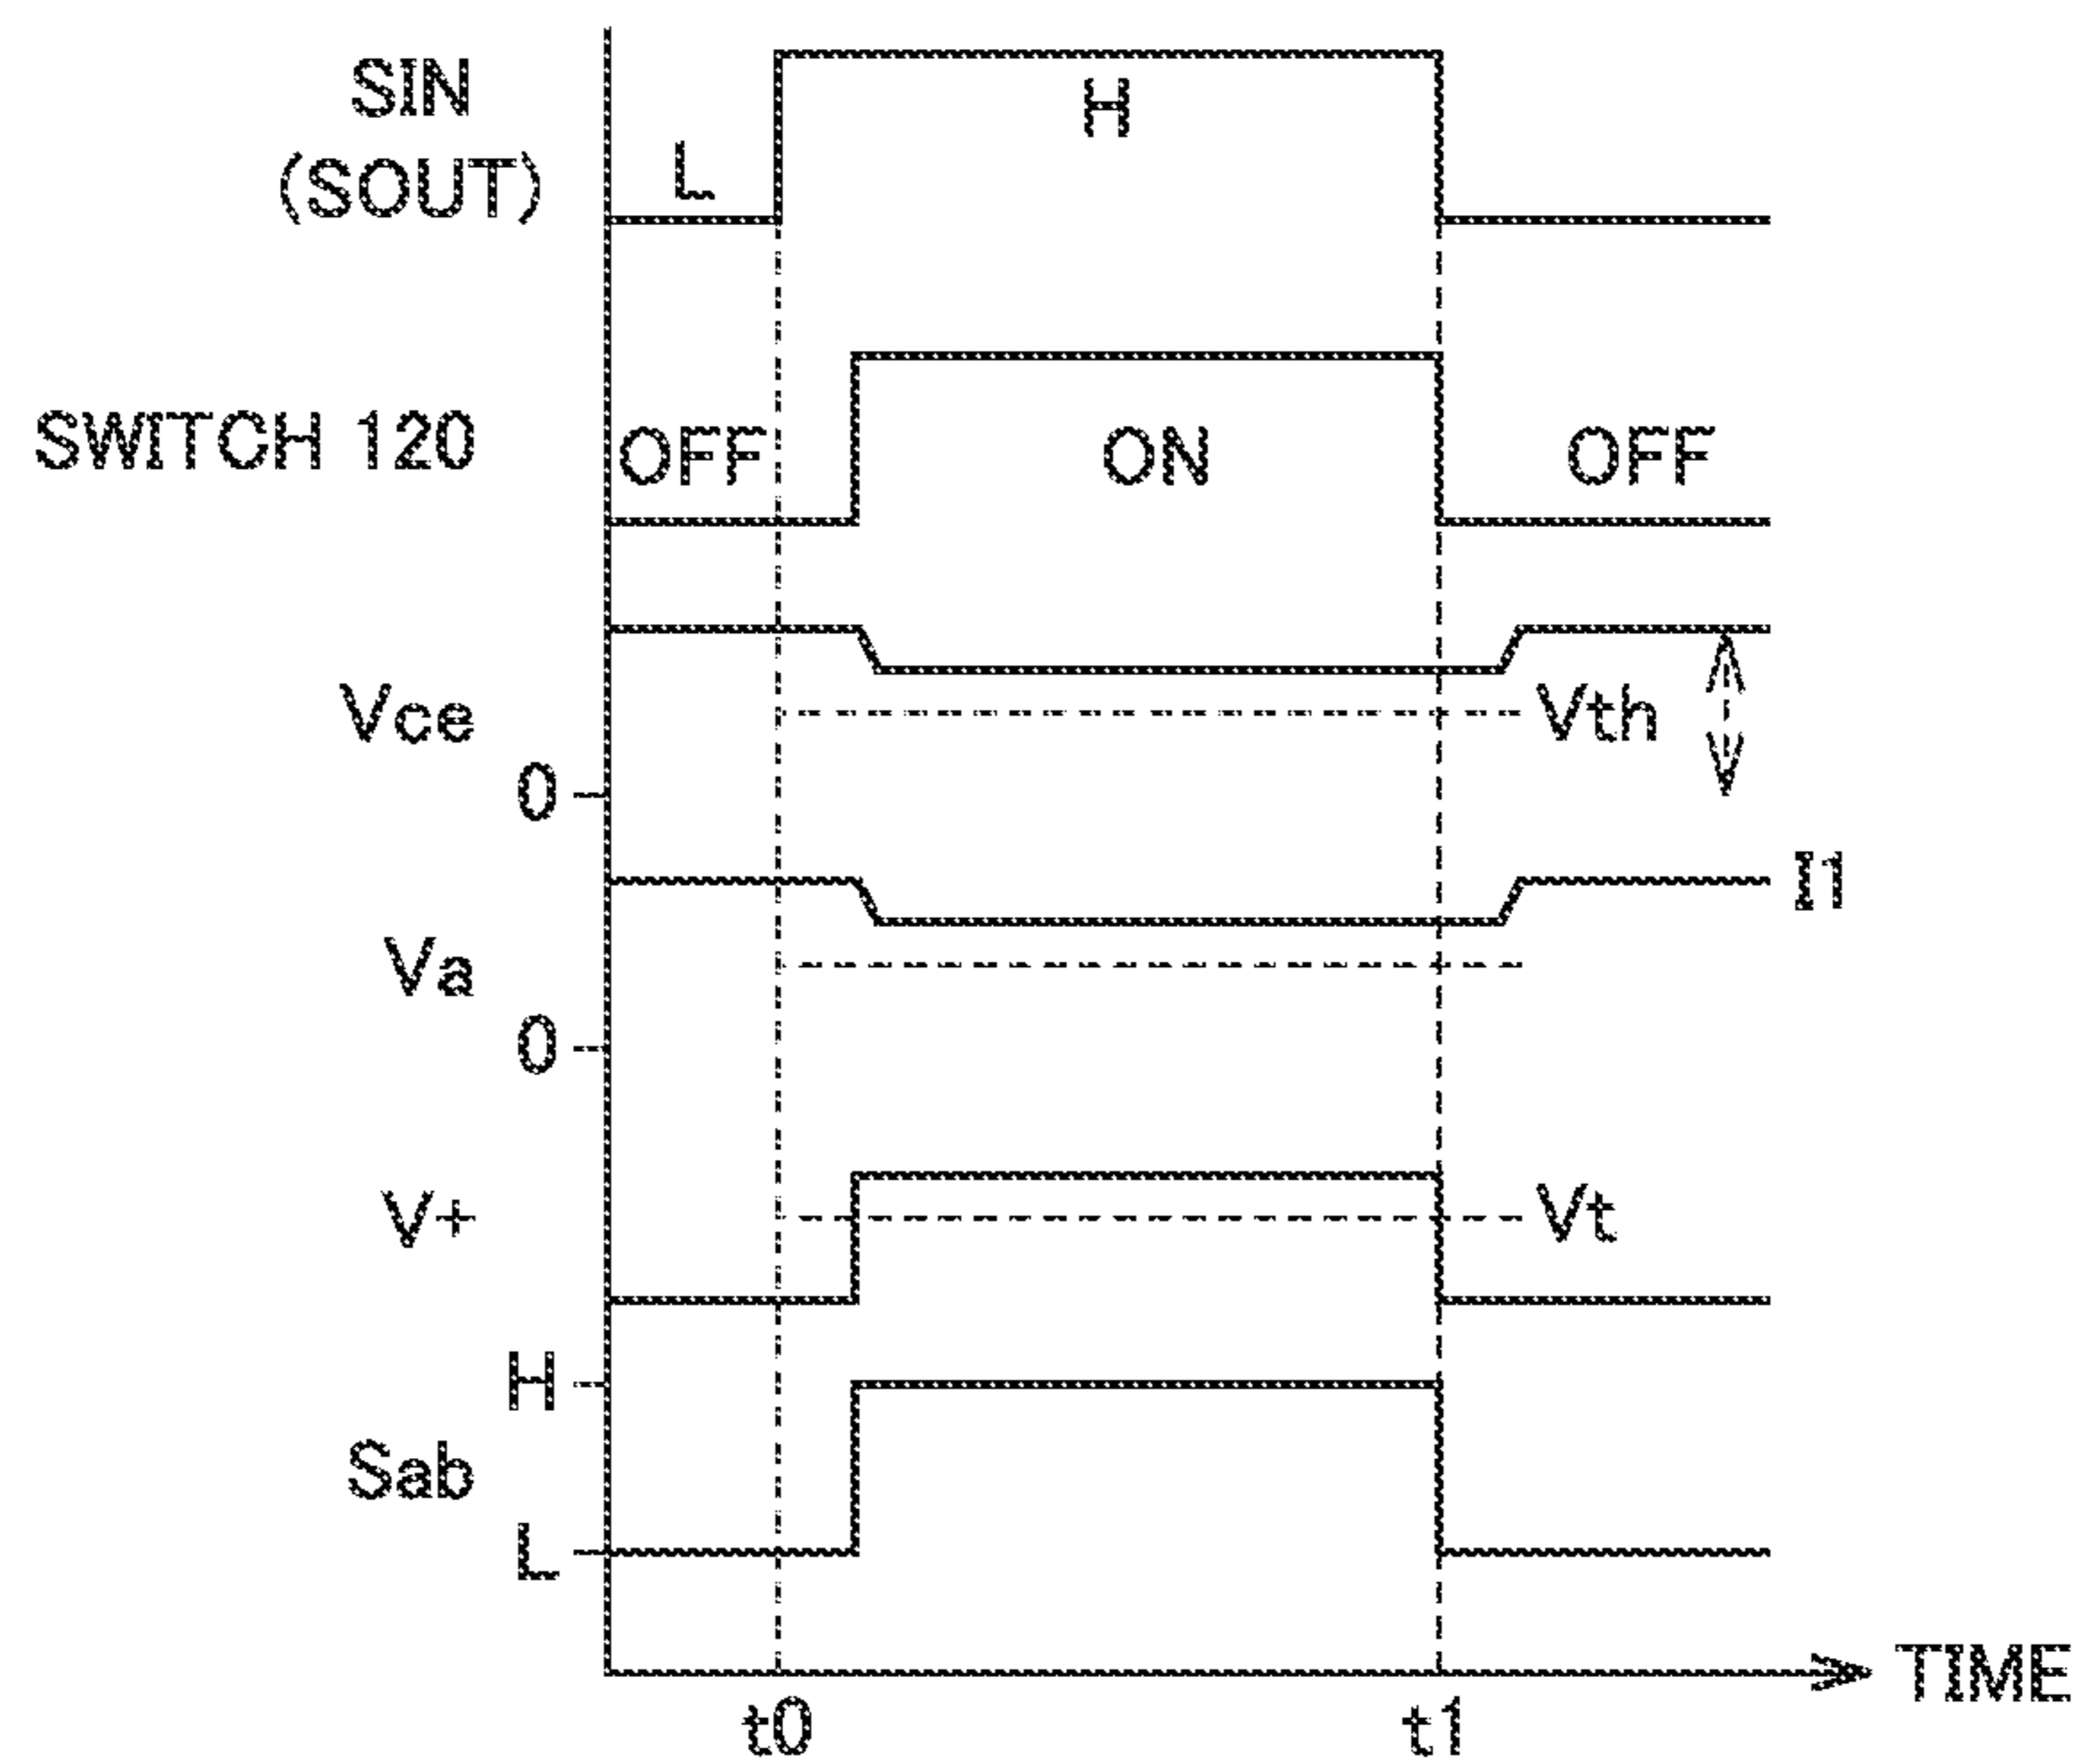 SIN
(SOUT)
L
H
SWITCH 120
OFF
ON
OFF
Vce
Vth
0
I1
Va
0
V+
Vt
H
Sab
L
TIME
t0
t1